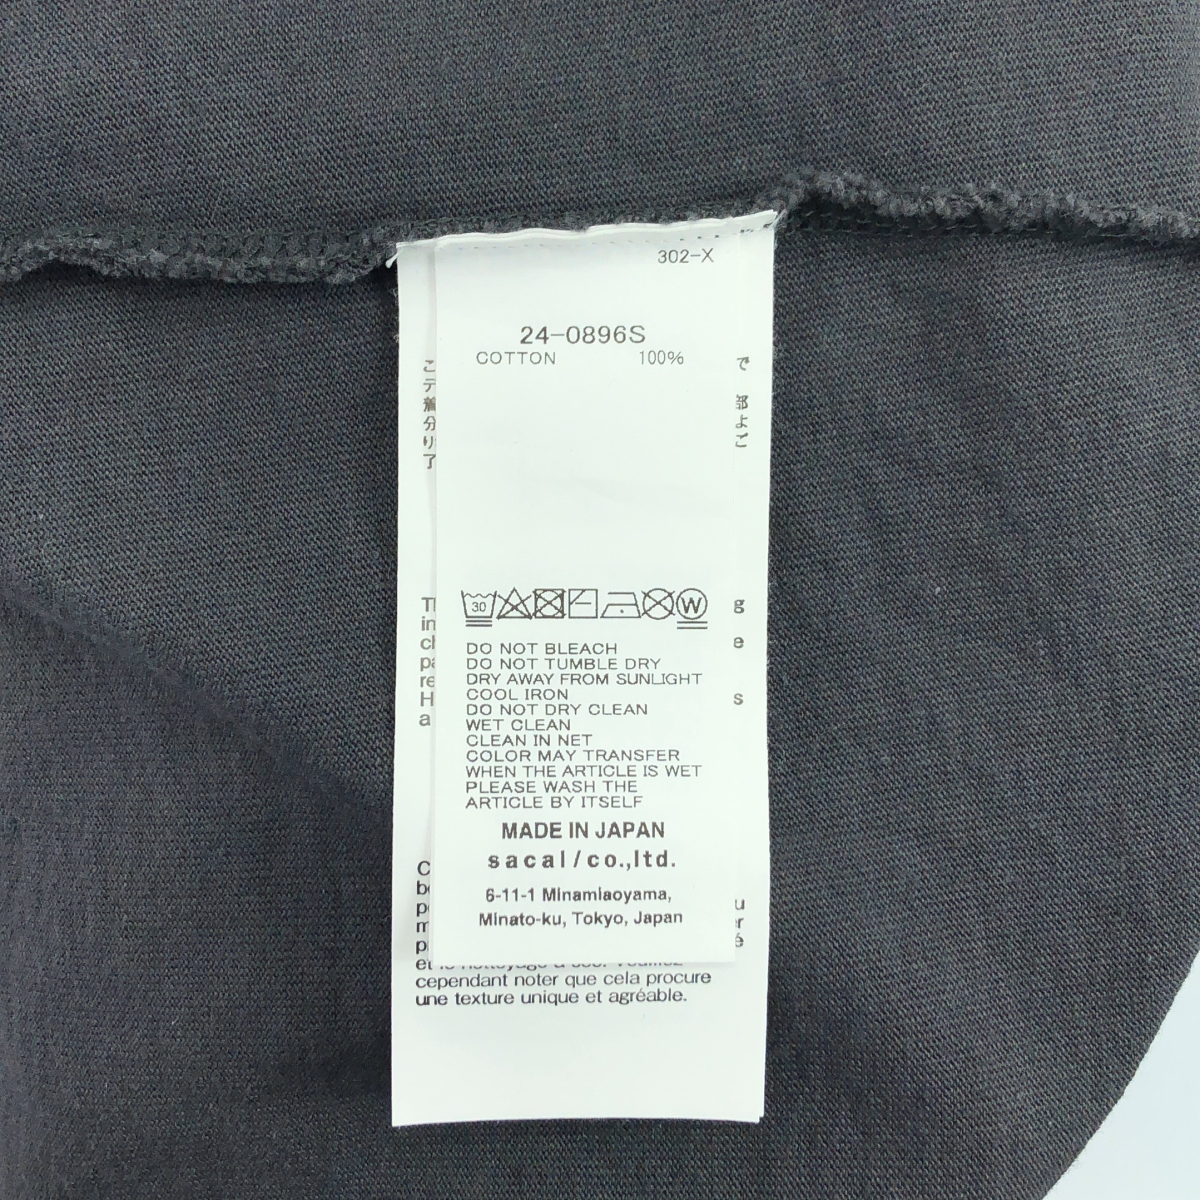 302-X
24-0896S
COTTON 100%
30
W
DO NOT BLEACH
DO NOT TUMBLE DRY
DRY AWAY FROM SUNLIGHT
COOL IRON
DO NOT DRY CLEAN
WET CLEAN
CLEAN IN NET
COLOR MAY TRANSFER
WHEN THE ARTICLE IS WET
PLEASE WASH THE
ARTICLE BY ITSELF
MADE IN JAPAN
sacai/co.,ltd.
6-11-1 Minamiaoyama,
Minato-ku, Tokyo, Japan
cependant noter que cela procure
une texture unique et agréable.